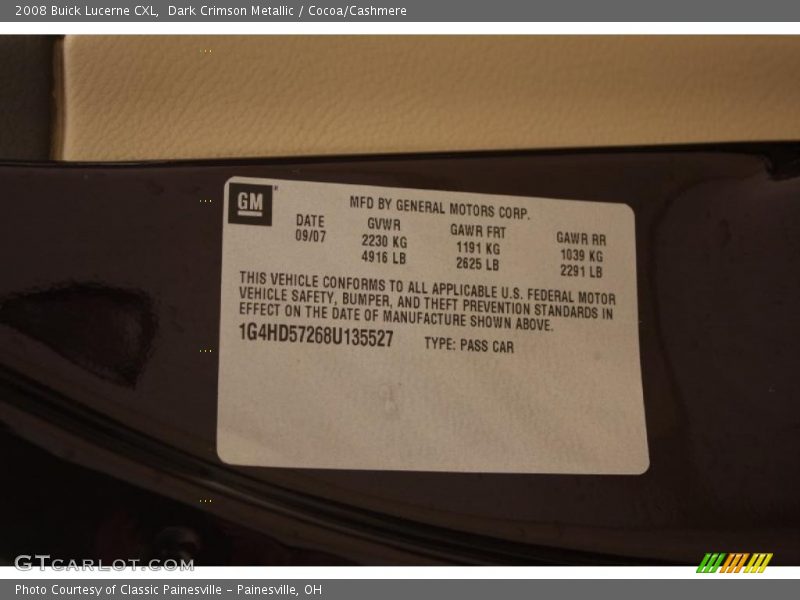 2008 Buick Lucerne CXL,  Dark Crimson Metallic / Cocoa/Cashmere
GM
MFD BY GENERAL MOTORS CORP.
DATE GVWR GAWR FRT GAWR RR
09/07 2230 KG 1191 KG 1039 KG
4916 LB 2625 LB 2291 LB
THIS VEHICLE CONFORMS TO ALL APPLICABLE U.S. FEDERAL MOTOR
VEHICLE SAFETY, BUMPER, AND THEFT PREVENTION STANDARDS IN
EFFECT ON THE DATE OF MANUFACTURE SHOWN ABOVE.
1G4HD57268U135527 TYPE: PASS CAR
GTCARLOT.COM
Photo Courtesy of Classic Painesville - Painesville, OH